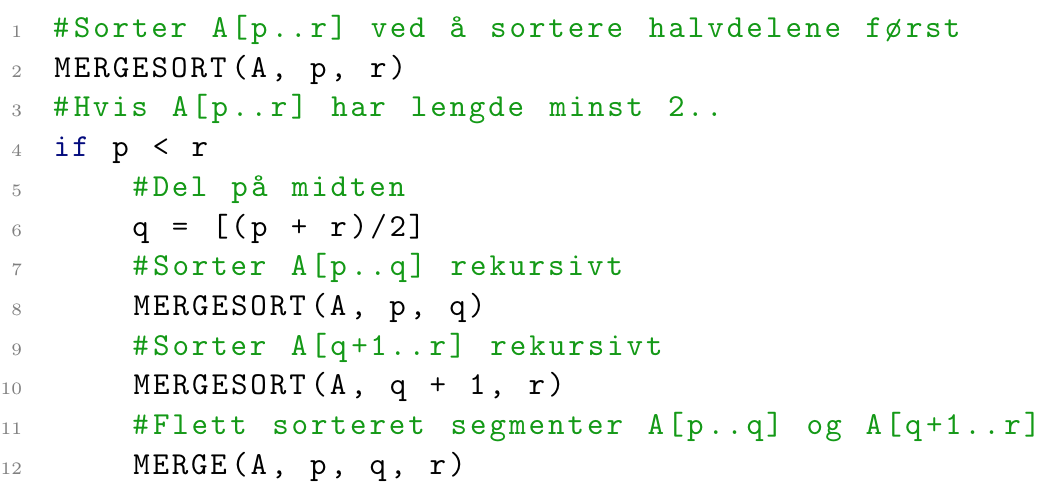 1 #Sorter A[p..r] ved å sortere halvdelene først
2 MERGESORT(A, p, r)
3 #Hvis A[p..r] har lengde minst 2..
4 if p < r
5 #Del på midten
6 q = [(p + r)/2]
7 #Sorter A[p..q] rekursivt
8 MERGESORT(A, p, q)
9 #Sorter A[q+1..r] rekursivt
10 MERGESORT(A, q + 1, r)
11 #Flett sorteret segmenter A[p..q] og A[q+1..r]
12 MERGE(A, p, q, r)